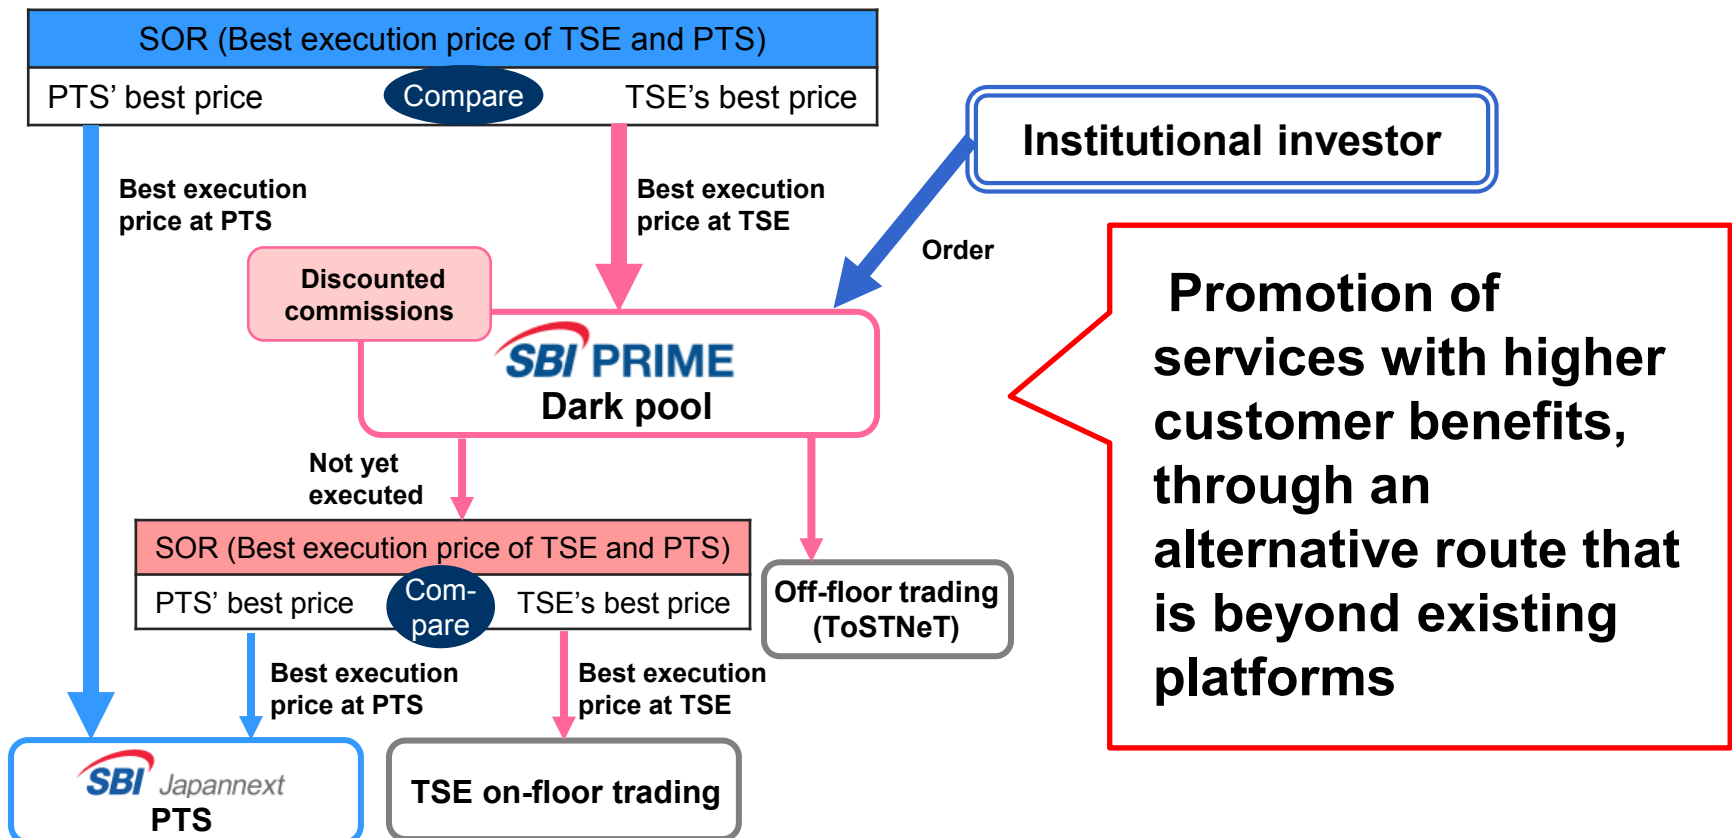 SOR (Best execution price of TSE and PTS)
PTS’ best price
Compare
TSE’s best price
Institutional investor
Best execution
price at PTS
Best execution
price at TSE
Order
Discounted
commissions
SBI PRIME
Dark pool
Promotion of
services with higher
customer benefits,
through an
alternative route that
is beyond existing
platforms
Not yet
executed
SOR (Best execution price of TSE and PTS)
PTS’ best price
Com-
pare
TSE’s best price
Off-floor trading
(ToSTNeT)
Best execution
price at PTS
Best execution
price at TSE
SBI Japannext
PTS
TSE on-floor trading